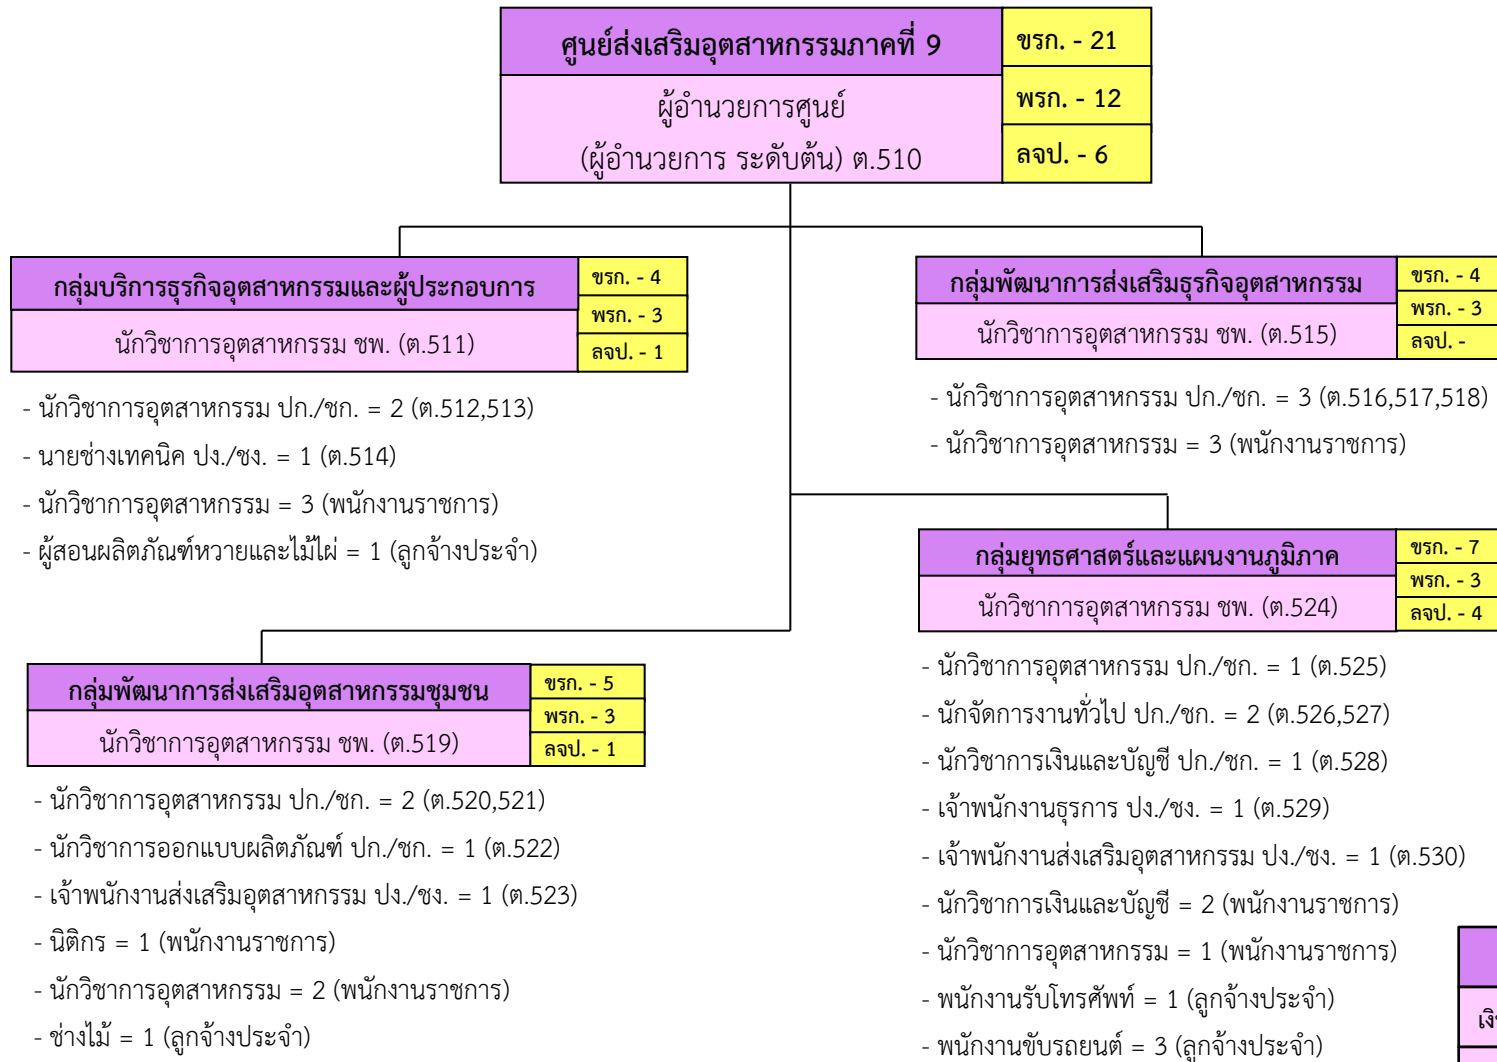 ศูนย์ส่งเสริมอุตสาหกรรมภาคที่ 9
ขรก. - 21
ผู้อำนวยการศูนย์
พรก. - 12
(ผู้อำนวยการ ระดับต้น) ต.510
ลจป. - 6
กลุ่มบริการธุรกิจอุตสาหกรรมและผู้ประกอบการ
ขรก. - 4
พรก. - 3
นักวิชาการอุตสาหกรรม ชพ. (ต.511)
ลจป. - 1
- นักวิชาการอุตสาหกรรม ปก./ชก. = 2 (ต.512,513)
- นายช่างเทคนิค ปง./ชง. = 1 (ต.514)
- นักวิชาการอุตสาหกรรม = 3 (พนักงานราชการ)
- ผู้สอนผลิตภัณฑ์หวายและไม้ไผ่ = 1 (ลูกจ้างประจำ)
กลุ่มพัฒนาการส่งเสริมธุรกิจอุตสาหกรรม
ขรก. - 4
พรก. - 3
นักวิชาการอุตสาหกรรม ชพ. (ต.515)
ลจป. -
- นักวิชาการอุตสาหกรรม ปก./ชก. = 3 (ต.516,517,518)
- นักวิชาการอุตสาหกรรม = 3 (พนักงานราชการ)
กลุ่มพัฒนาการส่งเสริมอุตสาหกรรมชุมชน
ขรก. - 5
พรก. - 3
นักวิชาการอุตสาหกรรม ชพ. (ต.519)
ลจป. - 1
- นักวิชาการอุตสาหกรรม ปก./ชก. = 2 (ต.520,521)
- นักวิชาการออกแบบผลิตภัณฑ์ ปก./ชก. = 1 (ต.522)
- เจ้าพนักงานส่งเสริมอุตสาหกรรม ปง./ชง. = 1 (ต.523)
- นิติกร = 1 (พนักงานราชการ)
- นักวิชาการอุตสาหกรรม = 2 (พนักงานราชการ)
- ช่างไม้ = 1 (ลูกจ้างประจำ)
กลุ่มยุทธศาสตร์และแผนงานภูมิภาค
ขรก. - 7
พรก. - 3
นักวิชาการอุตสาหกรรม ชพ. (ต.524)
ลจป. - 4
- นักวิชาการอุตสาหกรรม ปก./ชก. = 1 (ต.525)
- นักจัดการงานทั่วไป ปก./ชก. = 2 (ต.526,527)
- นักวิชาการเงินและบัญชี ปก./ชก. = 1 (ต.528)
- เจ้าพนักงานธุรการ ปง./ชง. = 1 (ต.529)
- เจ้าพนักงานส่งเสริมอุตสาหกรรม ปง./ชง. = 1 (ต.530)
- นักวิชาการเงินและบัญชี = 2 (พนักงานราชการ)
- นักวิชาการอุตสาหกรรม = 1 (พนักงานราชการ)
- พนักงานรับโทรศัพท์ = 1 (ลูกจ้างประจำ)
- พนักงานขับรถยนต์ = 3 (ลูกจ้างประจำ)